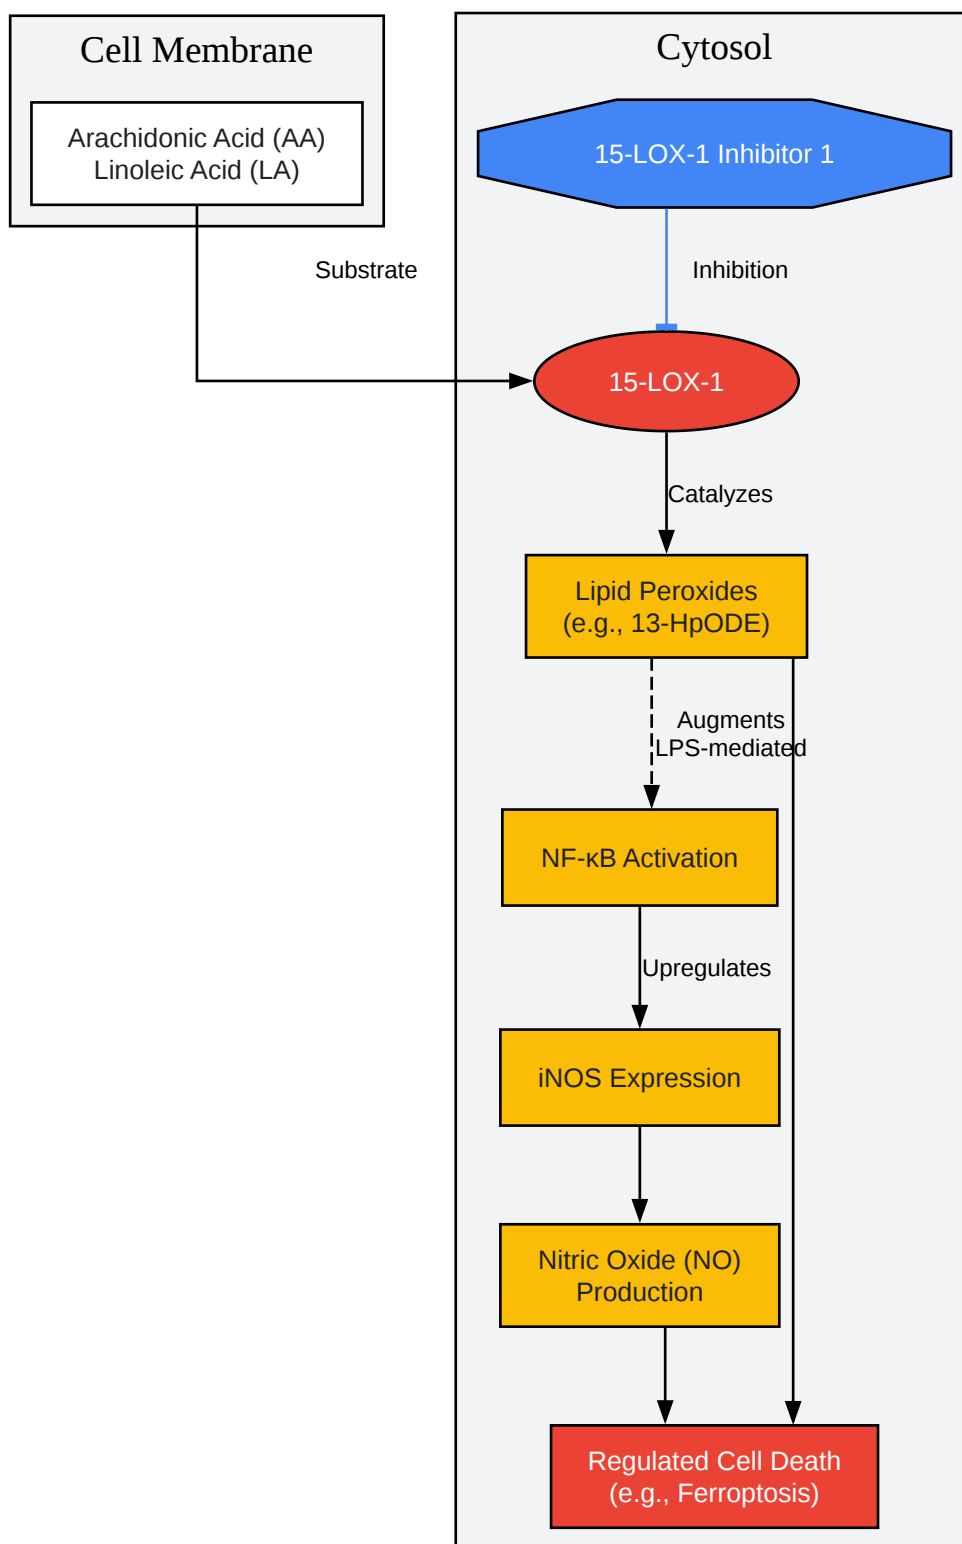 Cell Membrane
Arachidonic Acid (AA)
Linoleic Acid (LA)
Cytosol
15-LOX-1 Inhibitor 1
Substrate
Inhibition
15-LOX-1
Catalyzes
Lipid Peroxides
(e.g., 13-HpODE)
Augments
LPS-mediated
NF-κB Activation
Upregulates
iNOS Expression
Nitric Oxide (NO)
Production
Regulated Cell Death
(e.g., Ferroptosis)